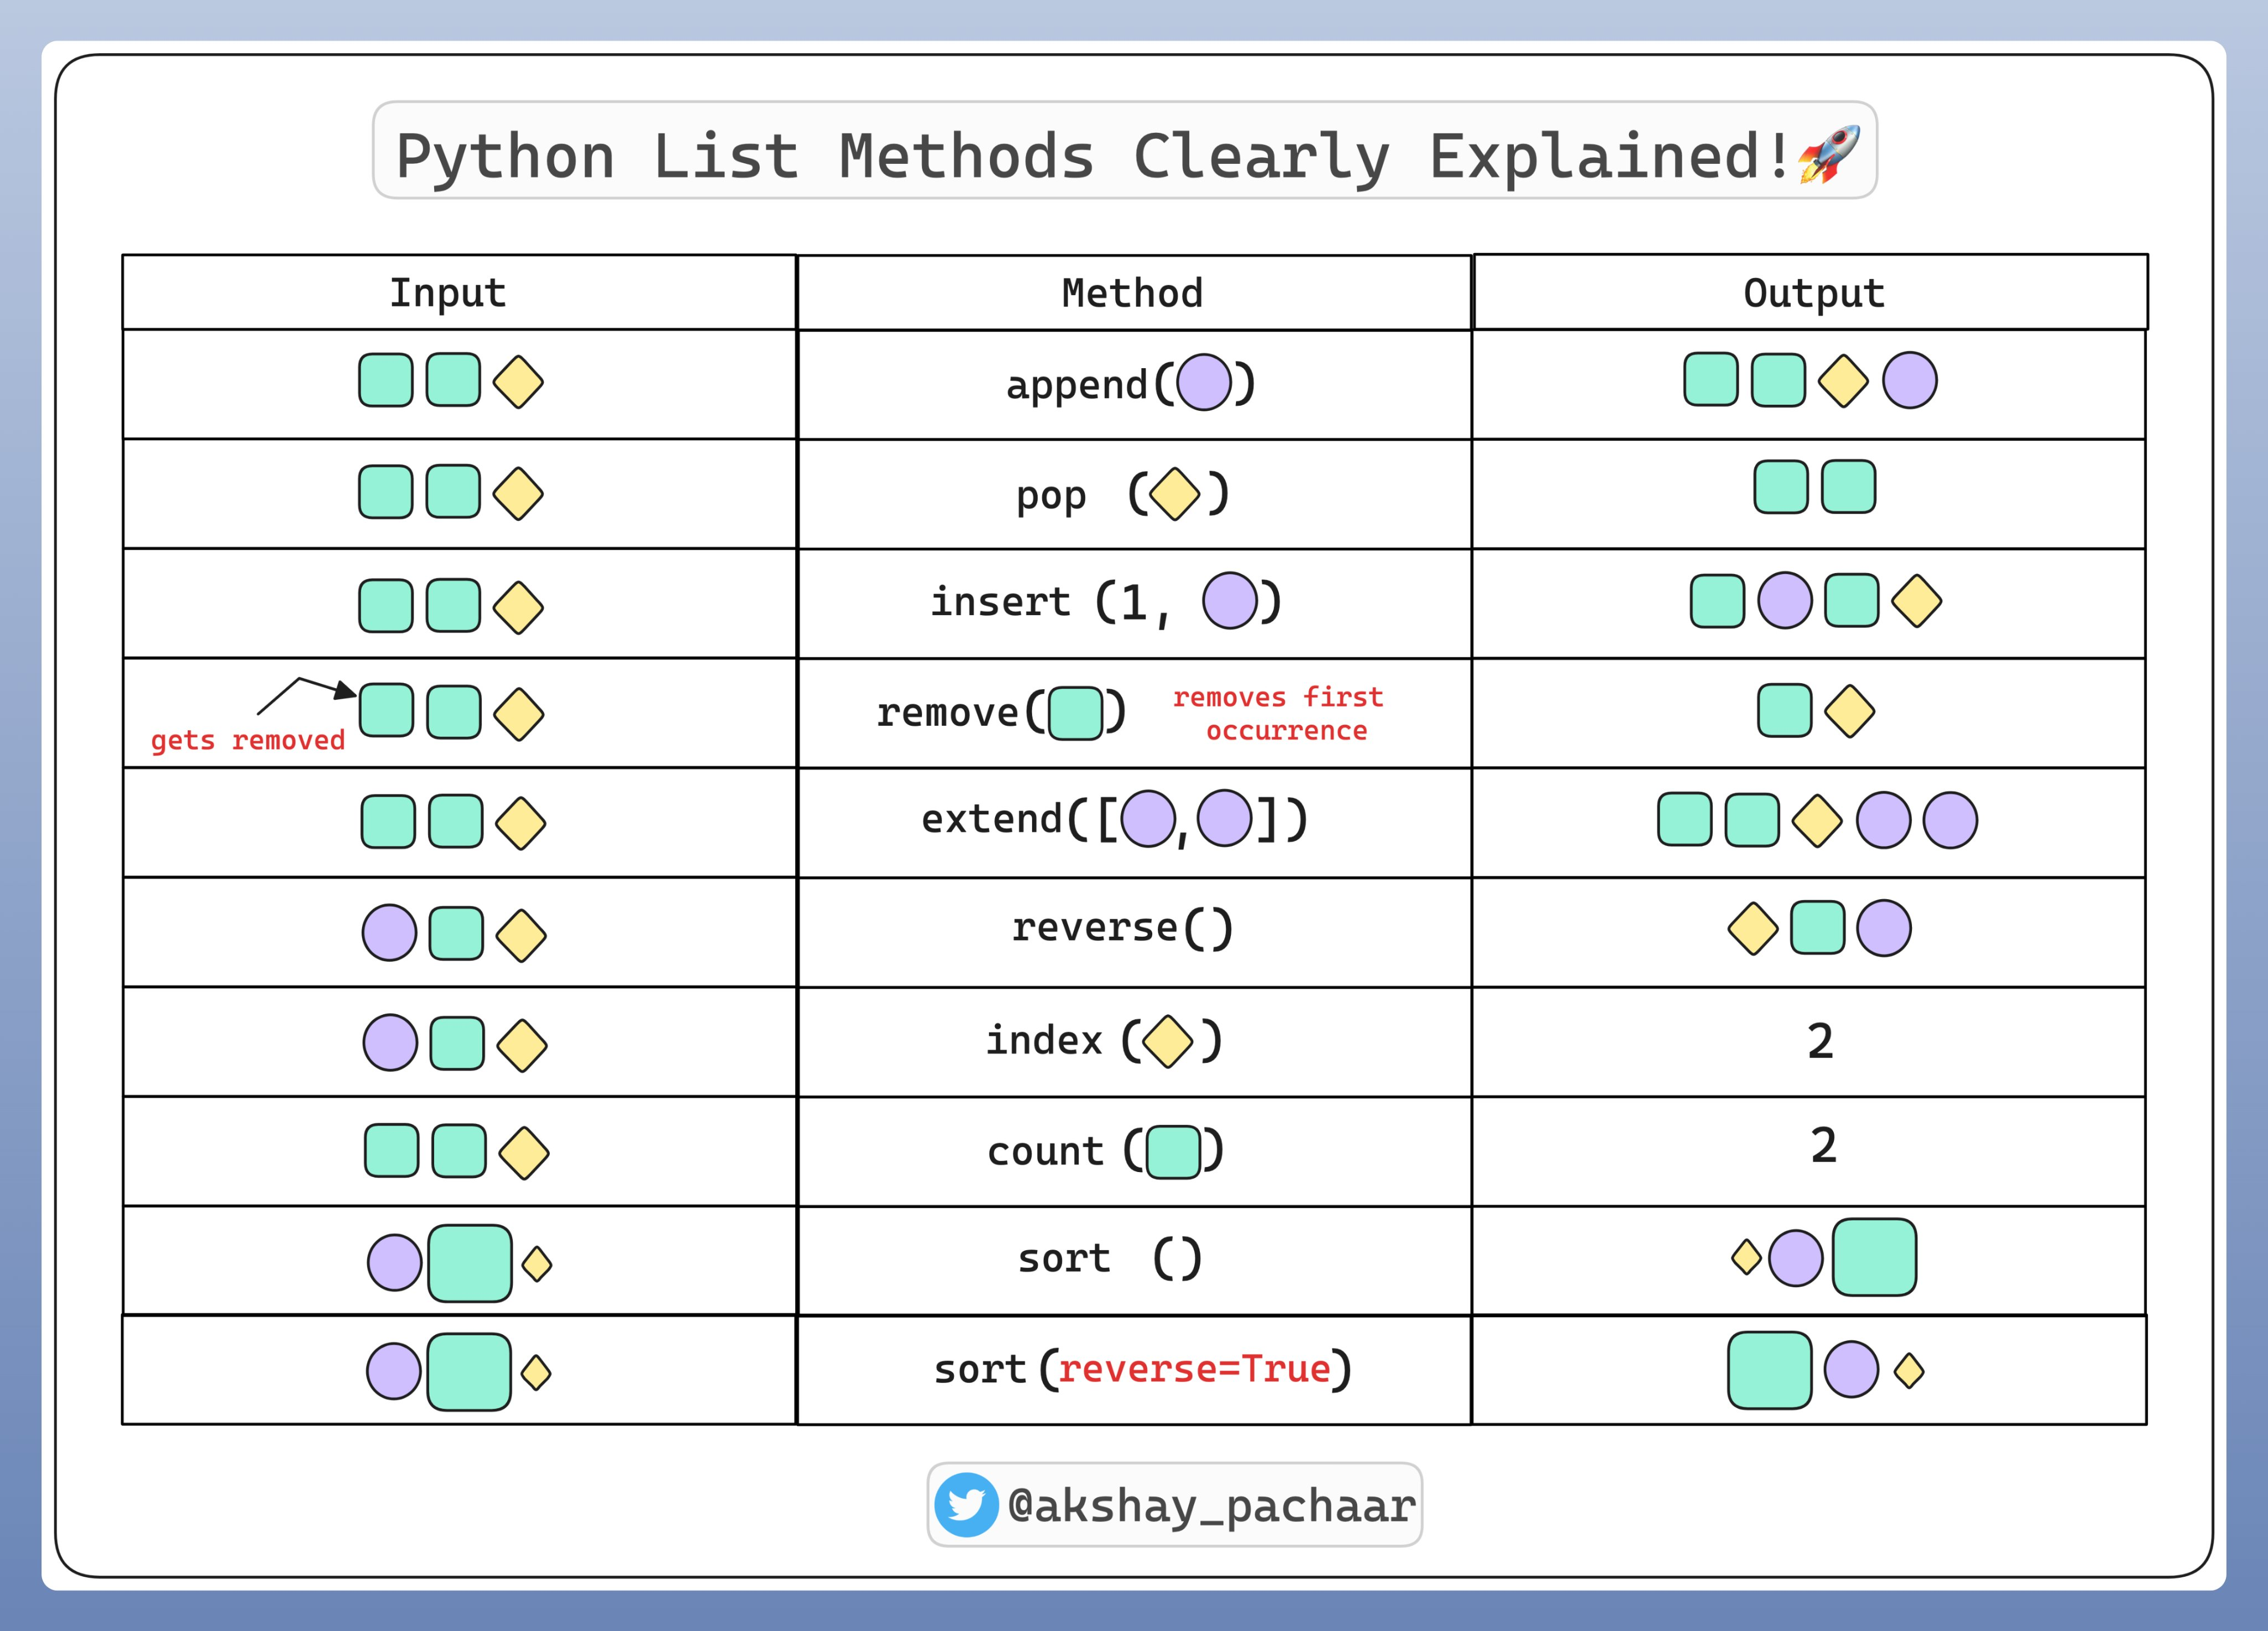 Python List Methods Clearly Explained!🚀
Input Method Output
append()
pop ()
insert (1, )
gets removed
remove()
removes first
occurrence
extend([,])
reverse()
index () 2
count () 2
sort ()
sort(reverse=True)
@akshay_pachaar